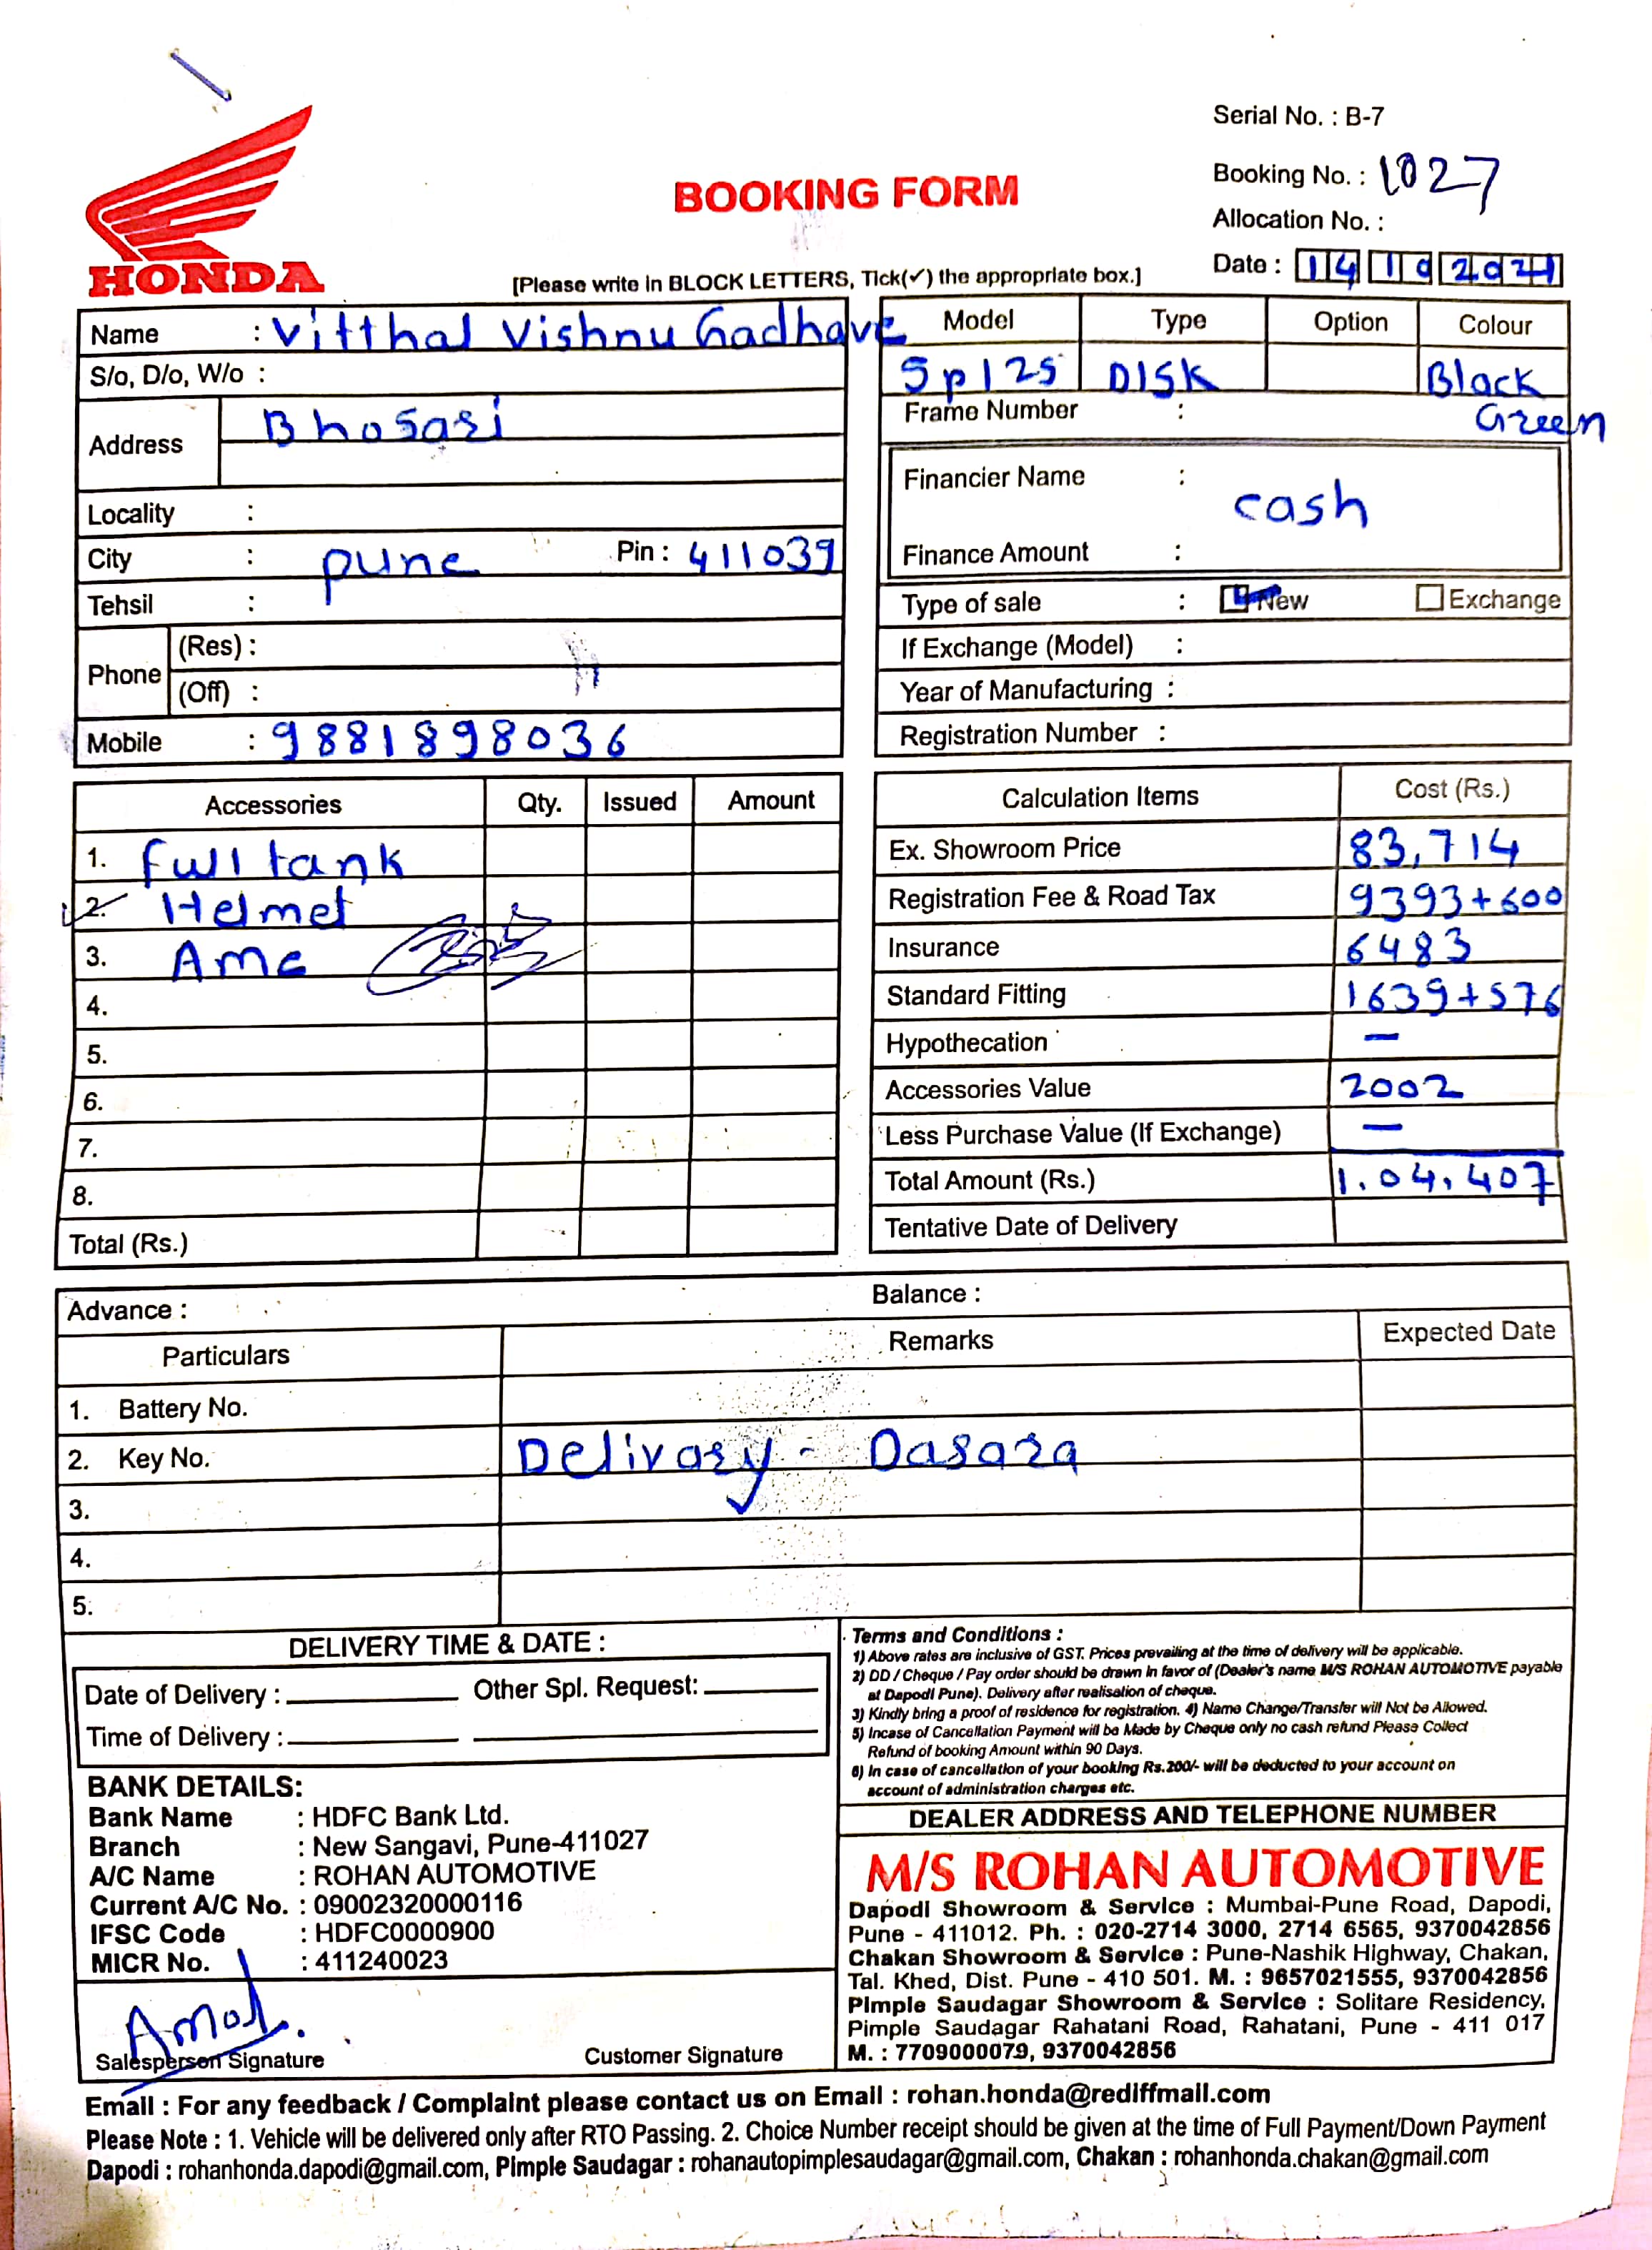 Serial No. : B-7
Booking No. : 1027
Allocation No. :
Date : 14 10 2021
HONDA
BOOKING FORM
[Please write in BLOCK LETTERS, Tick(✓) the appropriate box.]
Name : Vitthal Vishnu Gadhave
S/o, D/o, W/o :
Address Bhosari
Locality :
City : pune Pin : 411039
Tehsil :
Phone (Res) :
(Off) :
Mobile : 9881898036
Model Type Option Colour
Sp125 DISK Black
Green
Frame Number :
Financier Name :
cash
Finance Amount :
Type of sale : New Exchange
If Exchange (Model) :
Year of Manufacturing :
Registration Number :
Accessories Qty. Issued Amount
1. Full tank
2. Helmet
3. Amc
4.
5.
6.
7.
8.
Total (Rs.)
Calculation Items Cost (Rs.)
Ex. Showroom Price 83,714
Registration Fee & Road Tax 9393+600
Insurance 6483
Standard Fitting 1639+576
Hypothecation —
Accessories Value 2002
Less Purchase Value (If Exchange) —
Total Amount (Rs.) 1.04,407
Tentative Date of Delivery
Advance : Balance :
Particulars Remarks Expected Date
1. Battery No.
2. Key No. Delivary - Dasara
3.
4.
5.
DELIVERY TIME & DATE :
Date of Delivery : Other Spl. Request:
Time of Delivery :
BANK DETAILS:
Bank Name : HDFC Bank Ltd.
Branch : New Sangavi, Pune-411027
A/C Name : ROHAN AUTOMOTIVE
Current A/C No. : 09002320000116
IFSC Code : HDFC0000900
MICR No. : 411240023
Amol.
Salesperson Signature Customer Signature
Terms and Conditions :
1) Above rates are inclusive of GST. Prices prevailing at the time of delivery will be applicable.
2) DD / Cheque / Pay order should be drawn in favor of (Dealer's name M/S ROHAN AUTOMOTIVE payable
at Dapodi Pune). Delivery after realisation of cheque.
3) Kindly bring a proof of residence for registration. 4) Name Change/Transfer will Not be Allowed.
5) Incase of Cancellation Payment will be Made by Cheque only no cash refund Please Collect
Refund of booking Amount within 90 Days.
6) In case of cancellation of your booking Rs.200/- will be deducted to your account on
account of administration charges etc.
DEALER ADDRESS AND TELEPHONE NUMBER
M/S ROHAN AUTOMOTIVE
Dapodi Showroom & Service : Mumbai-Pune Road, Dapodi,
Pune - 411012. Ph. : 020-2714 3000, 2714 6565, 9370042856
Chakan Showroom & Service : Pune-Nashik Highway, Chakan,
Tal. Khed, Dist. Pune - 410 501. M. : 9657021555, 9370042856
Pimple Saudagar Showroom & Service : Solitare Residency,
Pimple Saudagar Rahatani Road, Rahatani, Pune - 411 017
M. : 7709000079, 9370042856
Email : For any feedback / Complaint please contact us on Email : rohan.honda@rediffmail.com
Please Note : 1. Vehicle will be delivered only after RTO Passing. 2. Choice Number receipt should be given at the time of Full Payment/Down Payment
Dapodi : rohanhonda.dapodi@gmail.com, Pimple Saudagar : rohanautopimplesaudagar@gmail.com, Chakan : rohanhonda.chakan@gmail.com